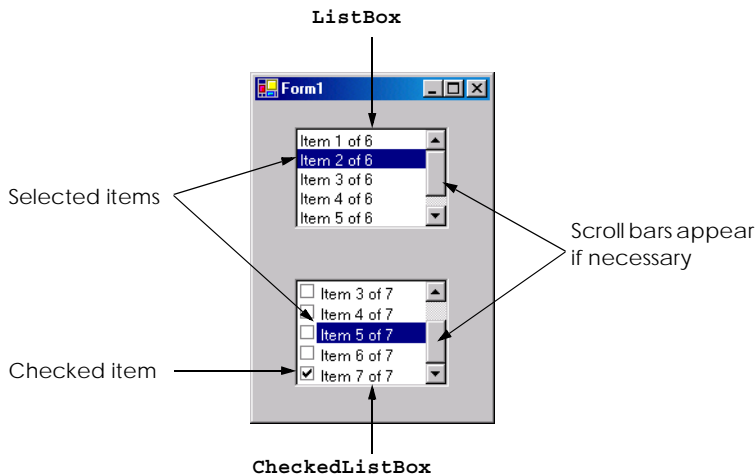 ListBox
Form1
Item 1 of 6
Item 2 of 6
Item 3 of 6
Item 4 of 6
Item 5 of 6
Selected items
Scroll bars appear
if necessary
Item 3 of 7
Item 4 of 7
Item 5 of 7
Item 6 of 7
Item 7 of 7
Checked item
CheckedListBox